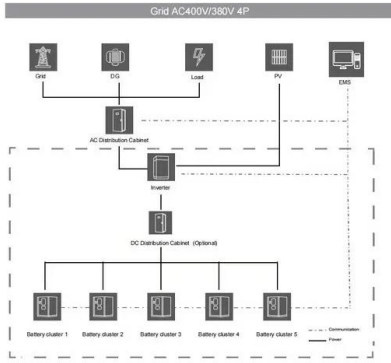 Grid AC400V/380V 4P
Grid
DG
Load
PV
EMS
AC Distribution Cabinet
Inverter
DC Distribution Cabinet (Optional)
Battery cluster 1
Battery cluster 2
Battery cluster 3
Battery cluster 4
Battery cluster 5
Communication
Power